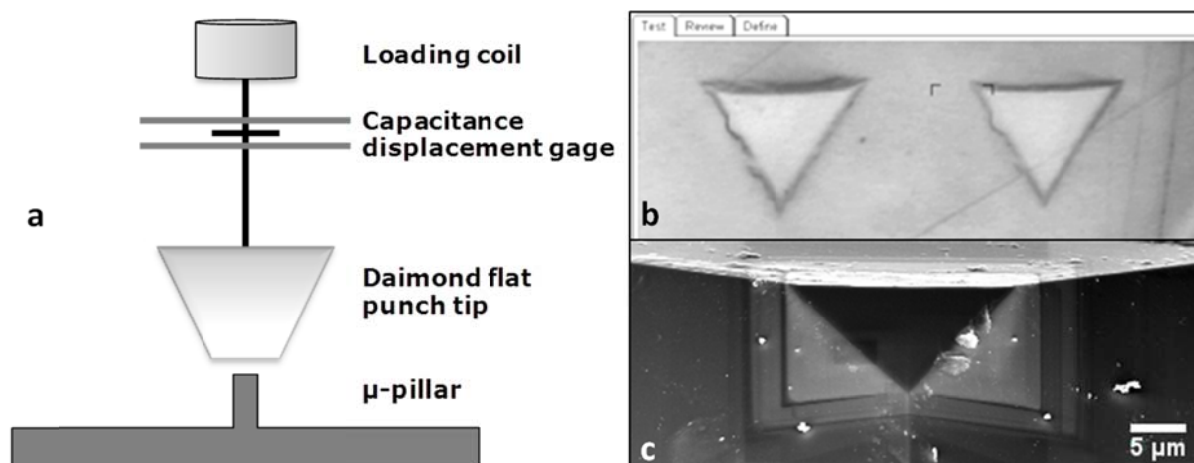 Loading coil
Capacitance
displacement gage
a
Daimond flat
punch tip
μ-pillar
Test Review Define
b
c
5 μm